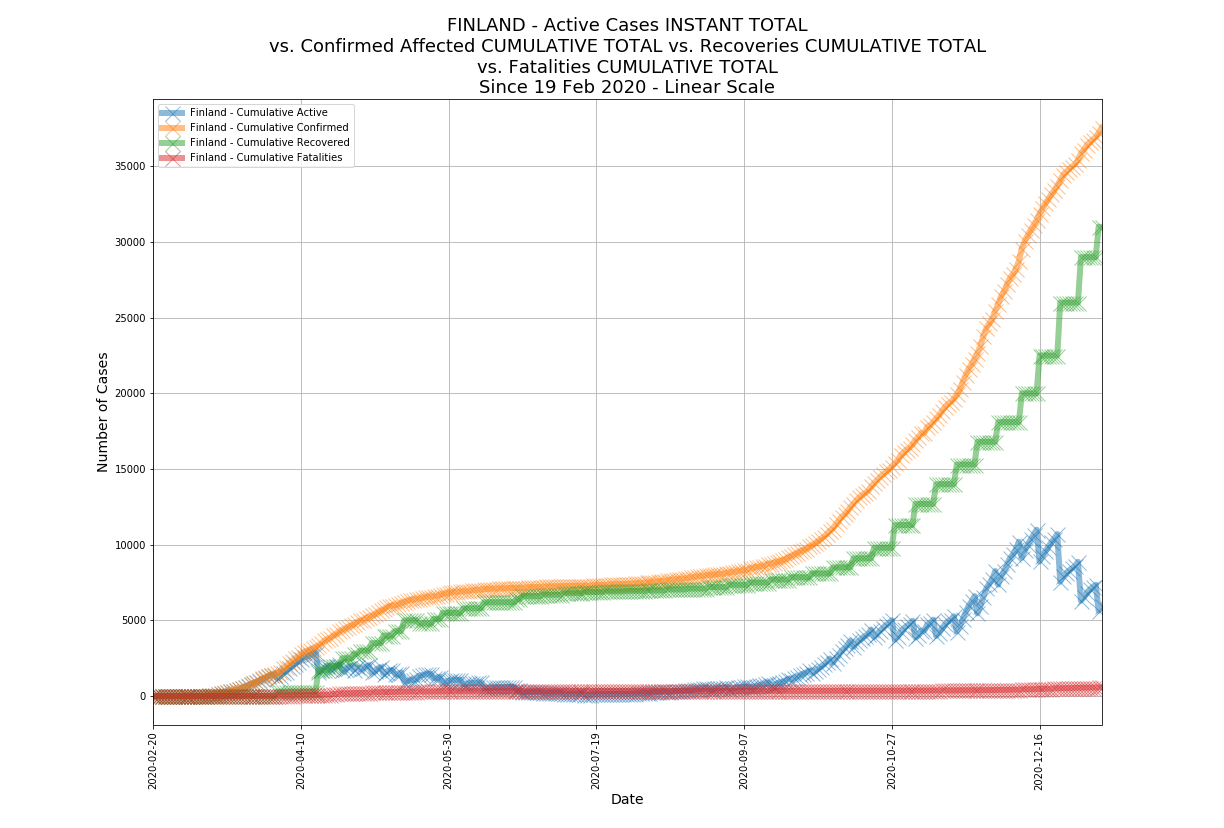 FINLAND - Active Cases INSTANT TOTAL
vs. Confirmed Affected CUMULATIVE TOTAL vs. Recoveries CUMULATIVE TOTAL
vs. Fatalities CUMULATIVE TOTAL
Since 19 Feb 2020 - Linear Scale
Finland - Cumulative Active
Finland - Cumulative Confirmed
Finland - Cumulative Recovered
Finland - Cumulative Fatalities
Number of Cases
35000
30000
25000
20000
15000
10000
5000
0
2020-02-20
2020-04-10
2020-05-30
2020-07-19
2020-09-07
2020-10-27
2020-12-16
Date